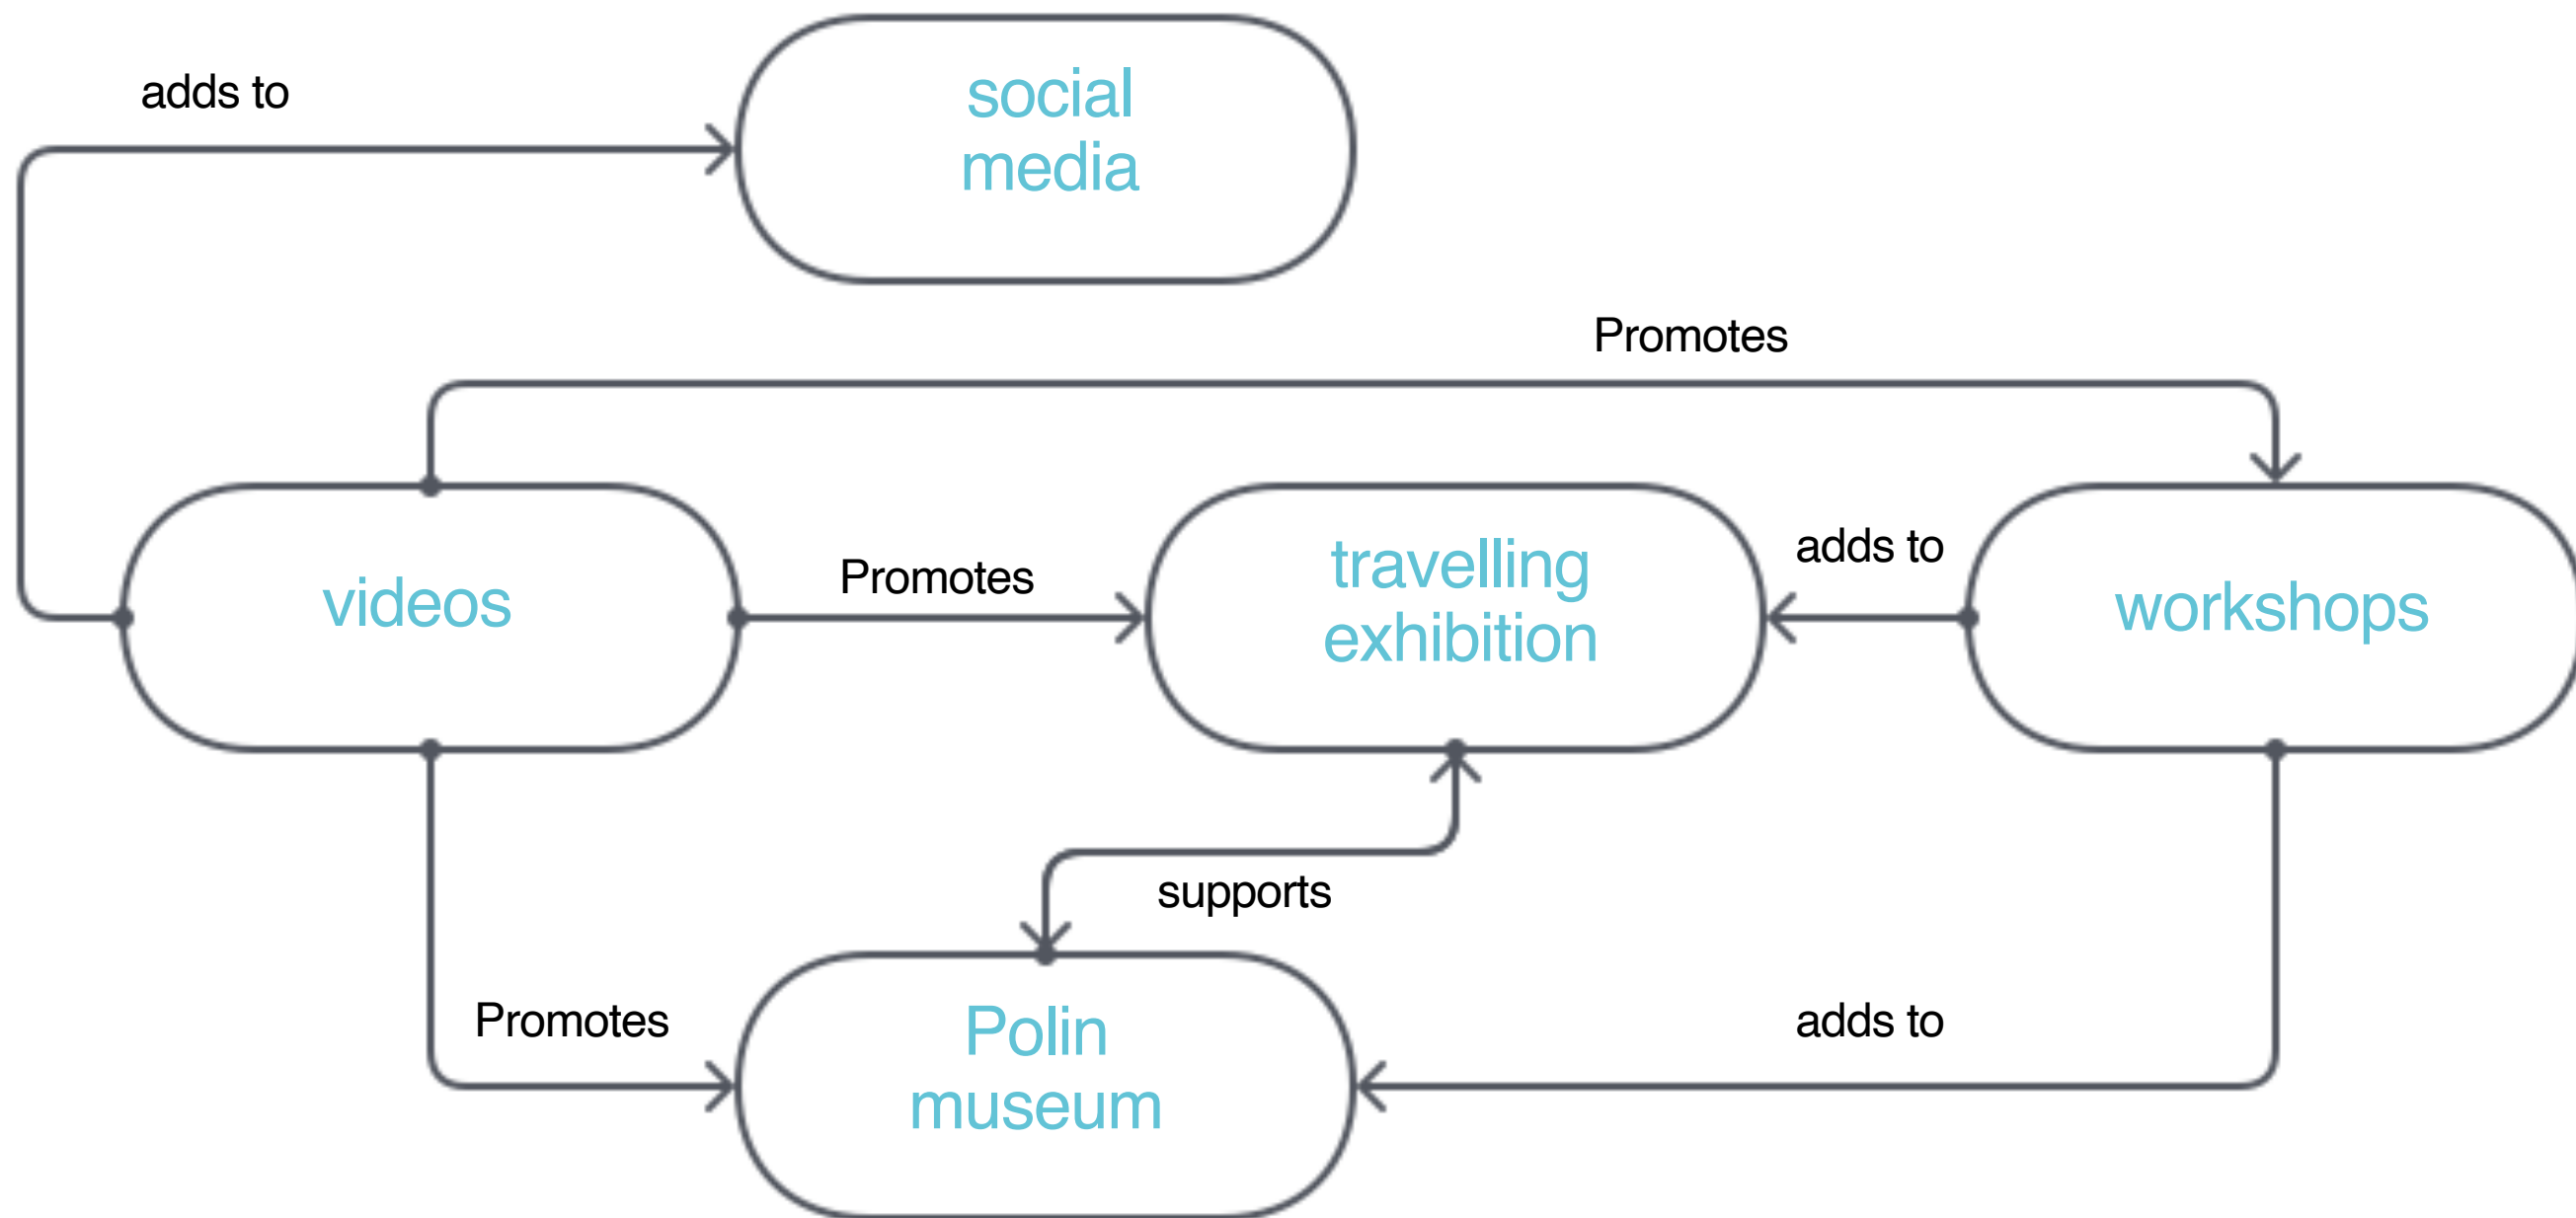 adds to
social
media
Promotes
videos
Promotes
travelling
exhibition
adds to
workshops
supports
Promotes
Polin
museum
adds to